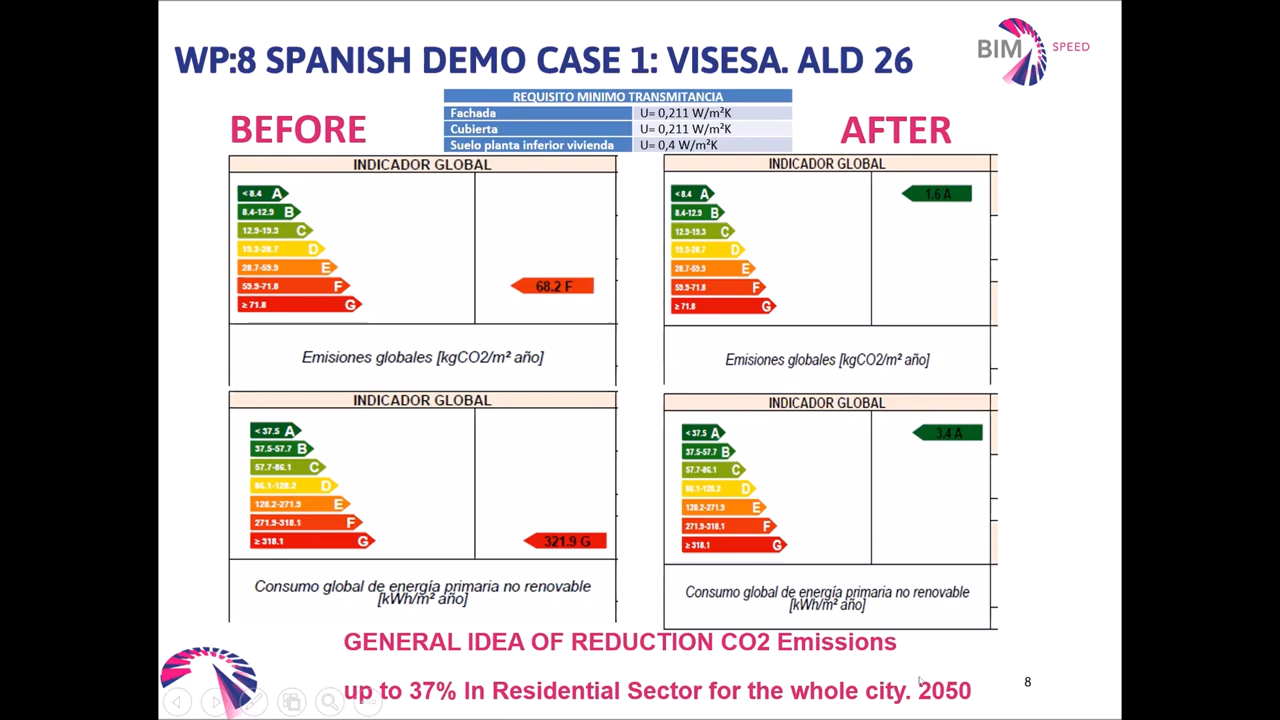 WP:8 SPANISH DEMO CASE 1: VISESA. ALD 26
BIM SPEED
REQUISITO MINIMO TRANSMITANCIA
Fachada U= 0,211 W/m²K
Cubierta U= 0,211 W/m²K
Suelo planta inferior vivienda U= 0,4 W/m²K
BEFORE
AFTER
INDICADOR GLOBAL
< 8.4 A
8.4-12.9 B
12.9-19.3 C
19.3-28.7 D
28.7-59.9 E
59.9-71.8 F
≥ 71.8 G
68.2 F
Emisiones globales [kgCO2/m² año]
INDICADOR GLOBAL
< 8.4 A
8.4-12.9 B
12.9-19.3 C
19.3-28.7 D
28.7-59.9 E
59.9-71.8 F
≥ 71.8 G
1.6 A
Emisiones globales [kgCO2/m² año]
INDICADOR GLOBAL
< 37.5 A
37.5-57.7 B
57.7-86.1 C
86.1-128.2 D
128.2-271.9 E
271.9-318.1 F
≥ 318.1 G
321.9 G
Consumo global de energía primaria no renovable
[kWh/m² año]
INDICADOR GLOBAL
< 37.5 A
37.5-57.7 B
57.7-86.1 C
86.1-128.2 D
128.2-271.9 E
271.9-318.1 F
≥ 318.1 G
3.4 A
Consumo global de energía primaria no renovable
[kWh/m² año]
GENERAL IDEA OF REDUCTION CO2 Emissions
up to 37% In Residential Sector for the whole city. 2050
8